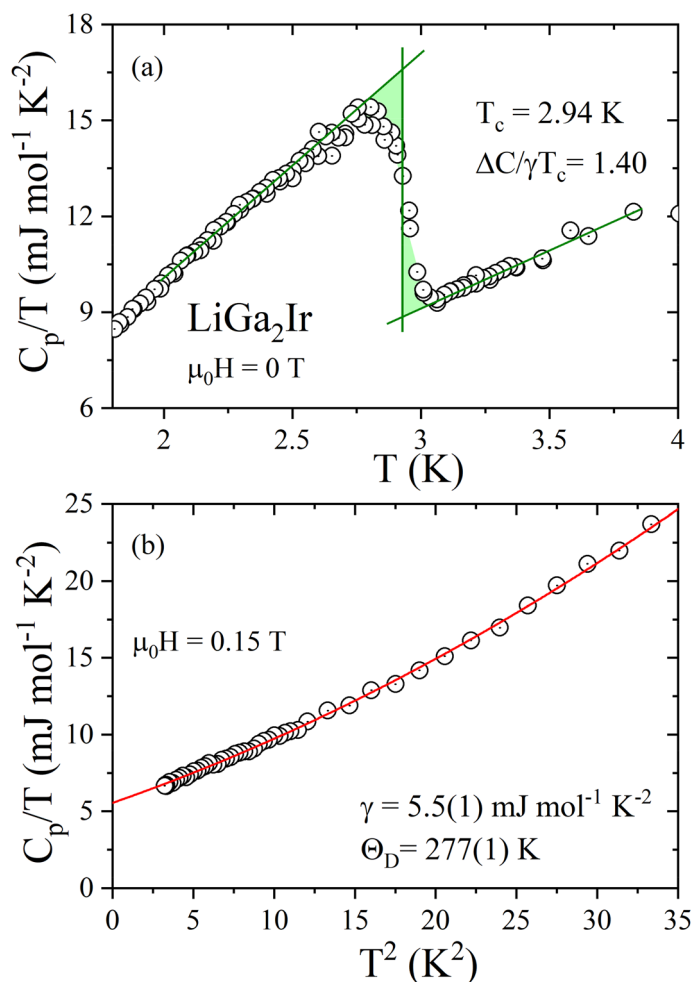 18
15
12
9
6
C_p/T (mJ mol⁻¹ K⁻²)
(a)
T_c = 2.94 K
ΔC/γT_c= 1.40
LiGa₂Ir
μ₀H = 0 T
2 2.5 3 3.5 4
T (K)
25
20
15
10
5
0
C_p/T (mJ mol⁻¹ K⁻²)
(b)
μ₀H = 0.15 T
γ = 5.5(1) mJ mol⁻¹ K⁻²
Θ_D= 277(1) K
0 5 10 15 20 25 30 35
T² (K²)